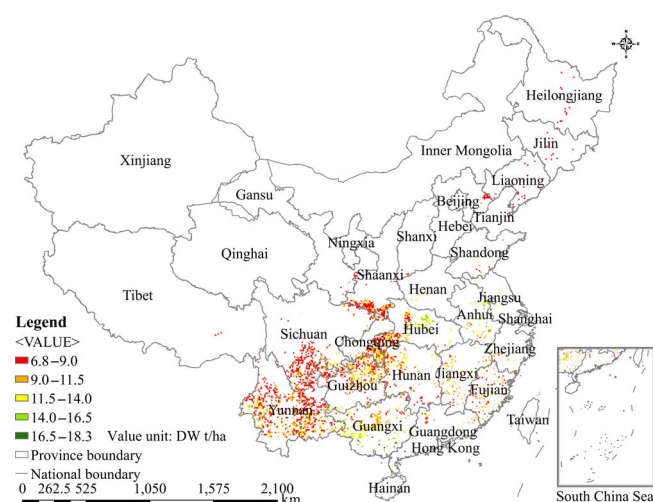 N
W E
S
Heilongjiang
Jilin
Inner Mongolia
Liaoning
Xinjiang
Gansu
Beijing
Tianjin
Hebei
Shanxi
Ningxia
Qinghai
Shandong
Shaanxi
Henan
Tibet
Jiangsu
Anhui
Shanghai
Hubei
Sichuan
Chongqing
Zhejiang
Hunan
Jiangxi
Guizhou
Fujian
Yunnan
Guangxi
Taiwan
Guangdong
Hong Kong
Hainan
Legend
<VALUE>
6.8–9.0
9.0–11.5
11.5–14.0
14.0–16.5
16.5–18.3 Value unit: DW t/ha
Province boundary
National boundary
0 262.5 525 1,050 1,575 2,100
km
South China Sea